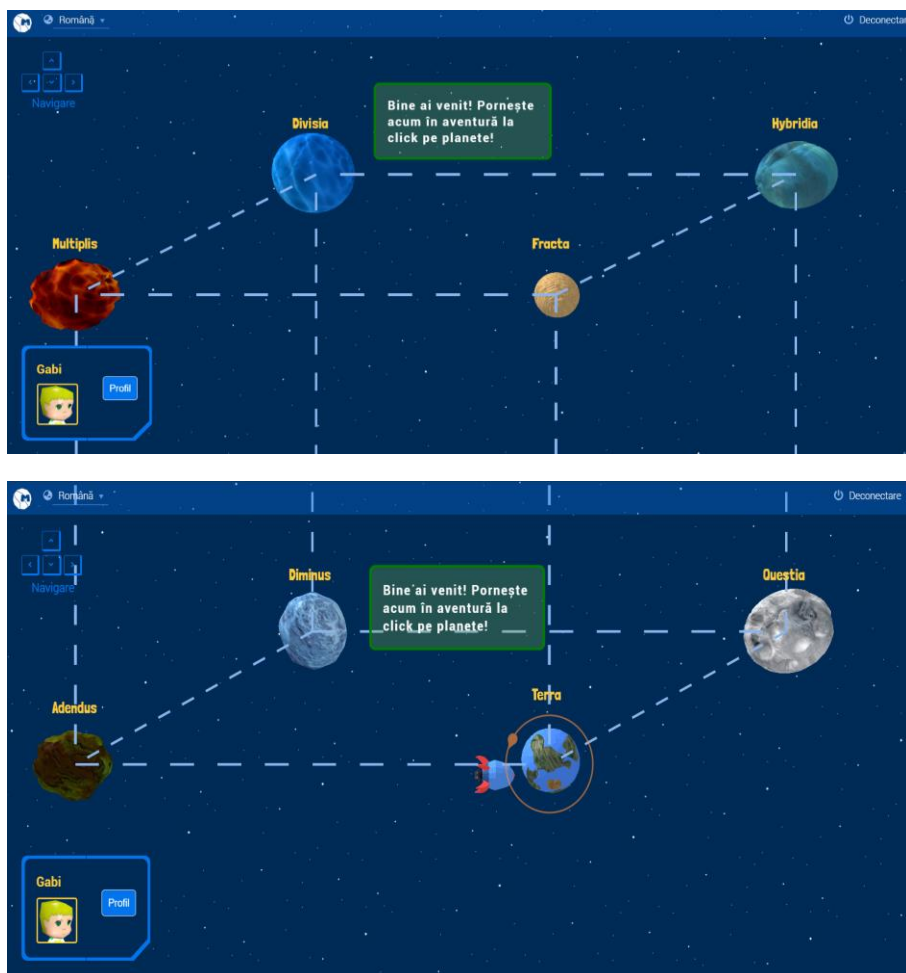 Română
Deconectar
Navigare
Bine ai venit! Pornește
acum în aventură la
click pe planete!
Divisia
Hybridia
Multiplis
Fracta
Gabi
Profil
Română
Deconectare
Navigare
Diminus
Bine ai venit! Pornește
acum în aventură la
click pe planete!
Questia
Adendus
Terra
Gabi
Profil